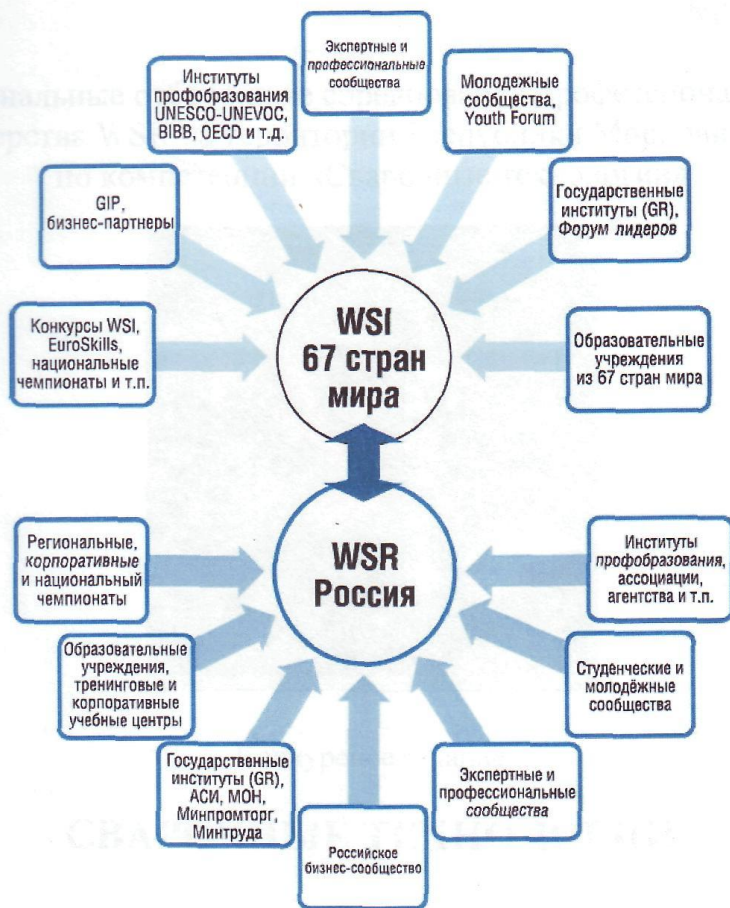 Экспертные и
профессиональные
сообщества
Институты
профобразования
UNESCO-UNEVOC,
BIBB, OECD и т.д.
Молодежные
сообщества,
Youth Forum
GIP,
бизнес-партнеры
Государственные
институты (GR),
Форум лидеров
Конкурсы WSI,
EuroSkills,
национальные
чемпионаты и т.п.
WSI
67 стран
мира
Образовательные
учреждения
из 67 стран мира
Региональные,
корпоративные
и национальный
чемпионаты
WSR
Россия
Институты
профобразования,
ассоциации,
агентства и т.п.
Образовательные
учреждения,
тренинговые и
корпоративные
учебные центры
Студенческие и
молодёжные
сообщества
Государственные
институты (GR),
АСИ, МОН,
Минпромторг,
Минтруда
Экспертные и
профессиональные
сообщества
Российское
бизнес-сообщество